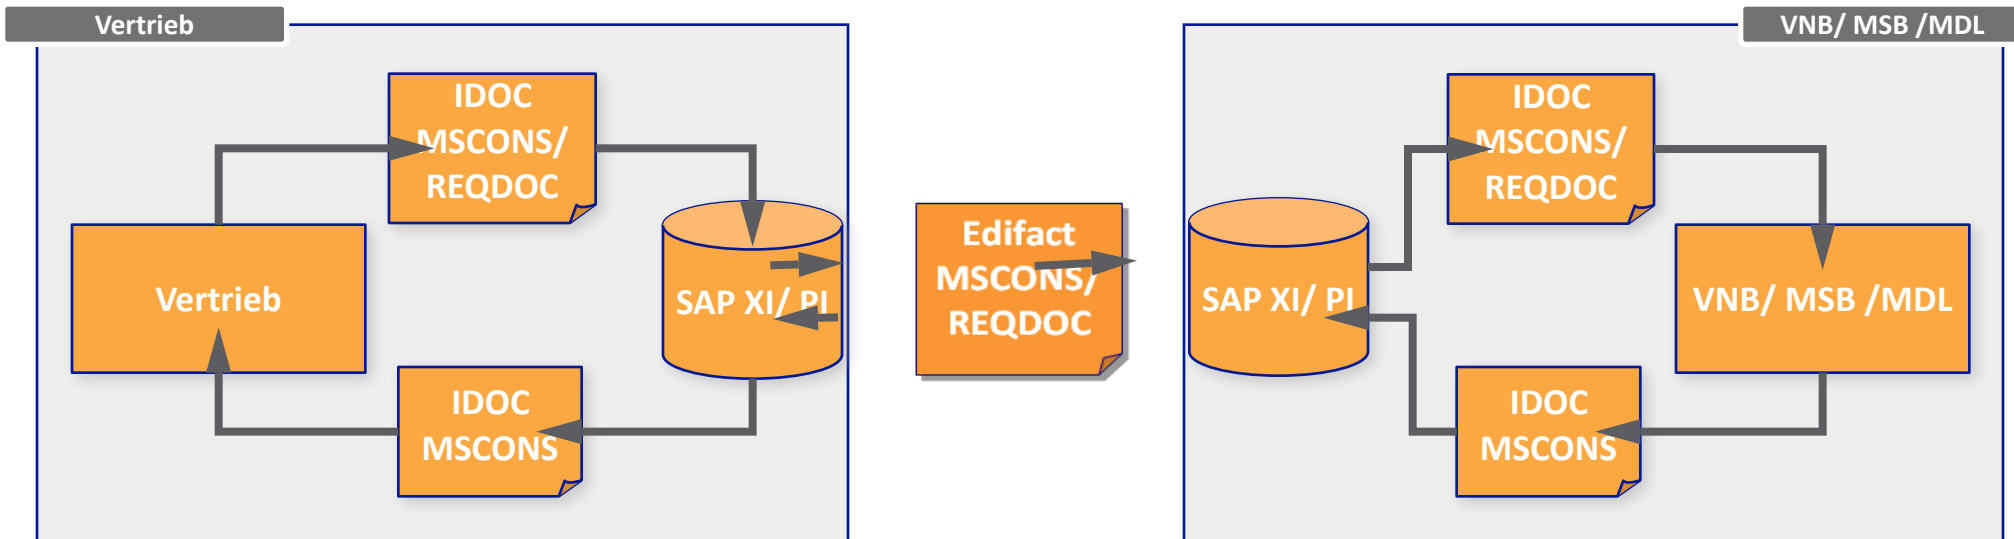 Vertrieb
VNB/ MSB /MDL
IDOC
MSCONS/
REQDOC
Vertrieb
SAP XI/ PI
IDOC
MSCONS
Edifact
MSCONS/
REQDOC
IDOC
MSCONS/
REQDOC
SAP XI/ PI
VNB/ MSB /MDL
IDOC
MSCONS